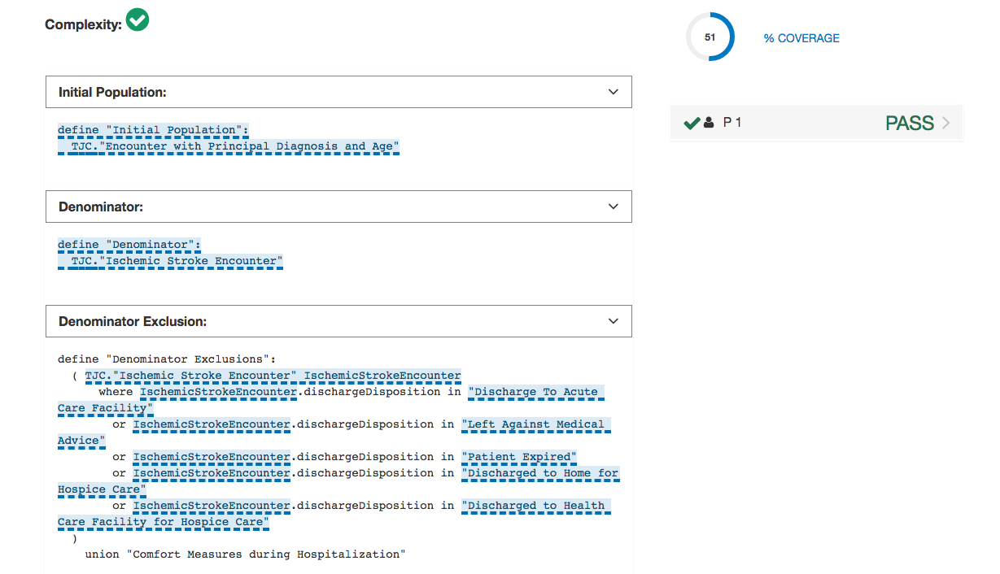 Complexity:
51
% COVERAGE
Initial Population:
define "Initial Population":
TJC."Encounter with Principal Diagnosis and Age"
P 1
PASS
Denominator:
define "Denominator":
TJC."Ischemic Stroke Encounter"
Denominator Exclusion:
define "Denominator Exclusions":
( TJC."Ischemic Stroke Encounter" IschemicStrokeEncounter
where IschemicStrokeEncounter.dischargeDisposition in "Discharge To Acute
Care Facility"
or IschemicStrokeEncounter.dischargeDisposition in "Left Against Medical
Advice"
or IschemicStrokeEncounter.dischargeDisposition in "Patient Expired"
or IschemicStrokeEncounter.dischargeDisposition in "Discharged to Home for
Hospice Care"
or IschemicStrokeEncounter.dischargeDisposition in "Discharged to Health
Care Facility for Hospice Care"
)
union "Comfort Measures during Hospitalization"